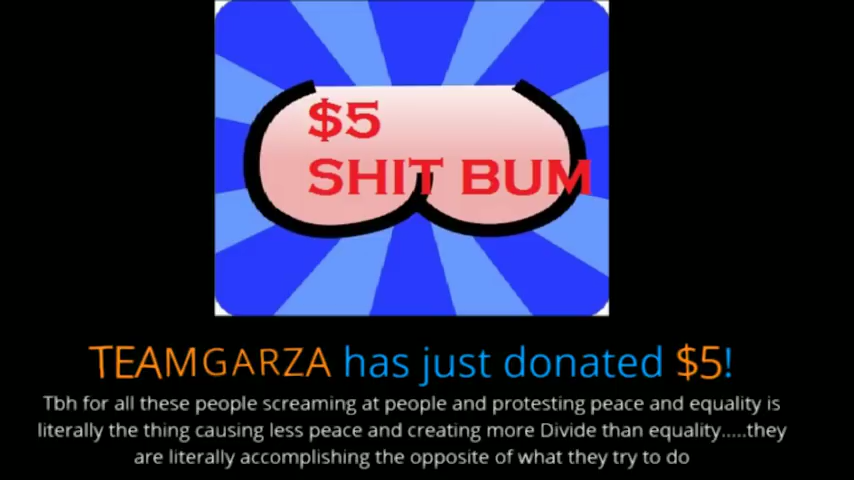 $5
SHIT BUM
TEAMGARZA has just donated $5!
Tbh for all these people screaming at people and protesting peace and equality is
literally the thing causing less peace and creating more Divide than equality.....they
are literally accomplishing the opposite of what they try to do